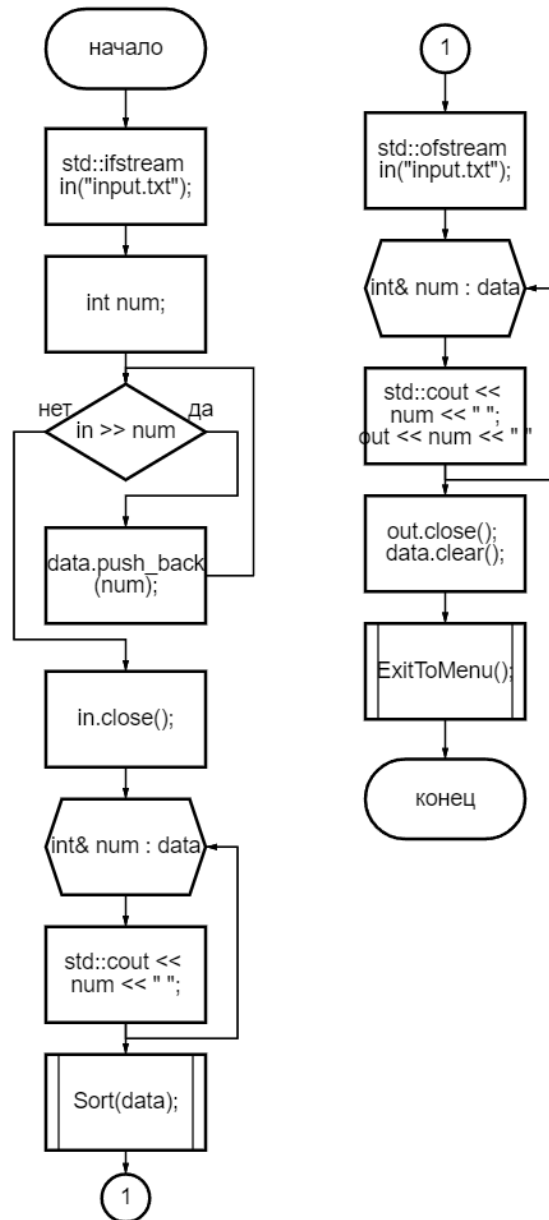 начало
std::ifstream
in("input.txt");
int num;
нет
да
in >> num
data.push_back
(num);
in.close();
int& num : data
std::cout <<
num << " ";
Sort(data);
1
1
std::ofstream
in("input.txt");
int& num : data
std::cout <<
num << " ";
out << num << " "
out.close();
data.clear();
ExitToMenu();
конец